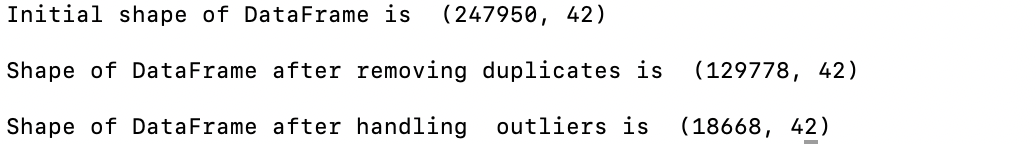 Initial shape of DataFrame is  (247950, 42)
Shape of DataFrame after removing duplicates is  (129778, 42)
Shape of DataFrame after handling  outliers is  (18668, 42)